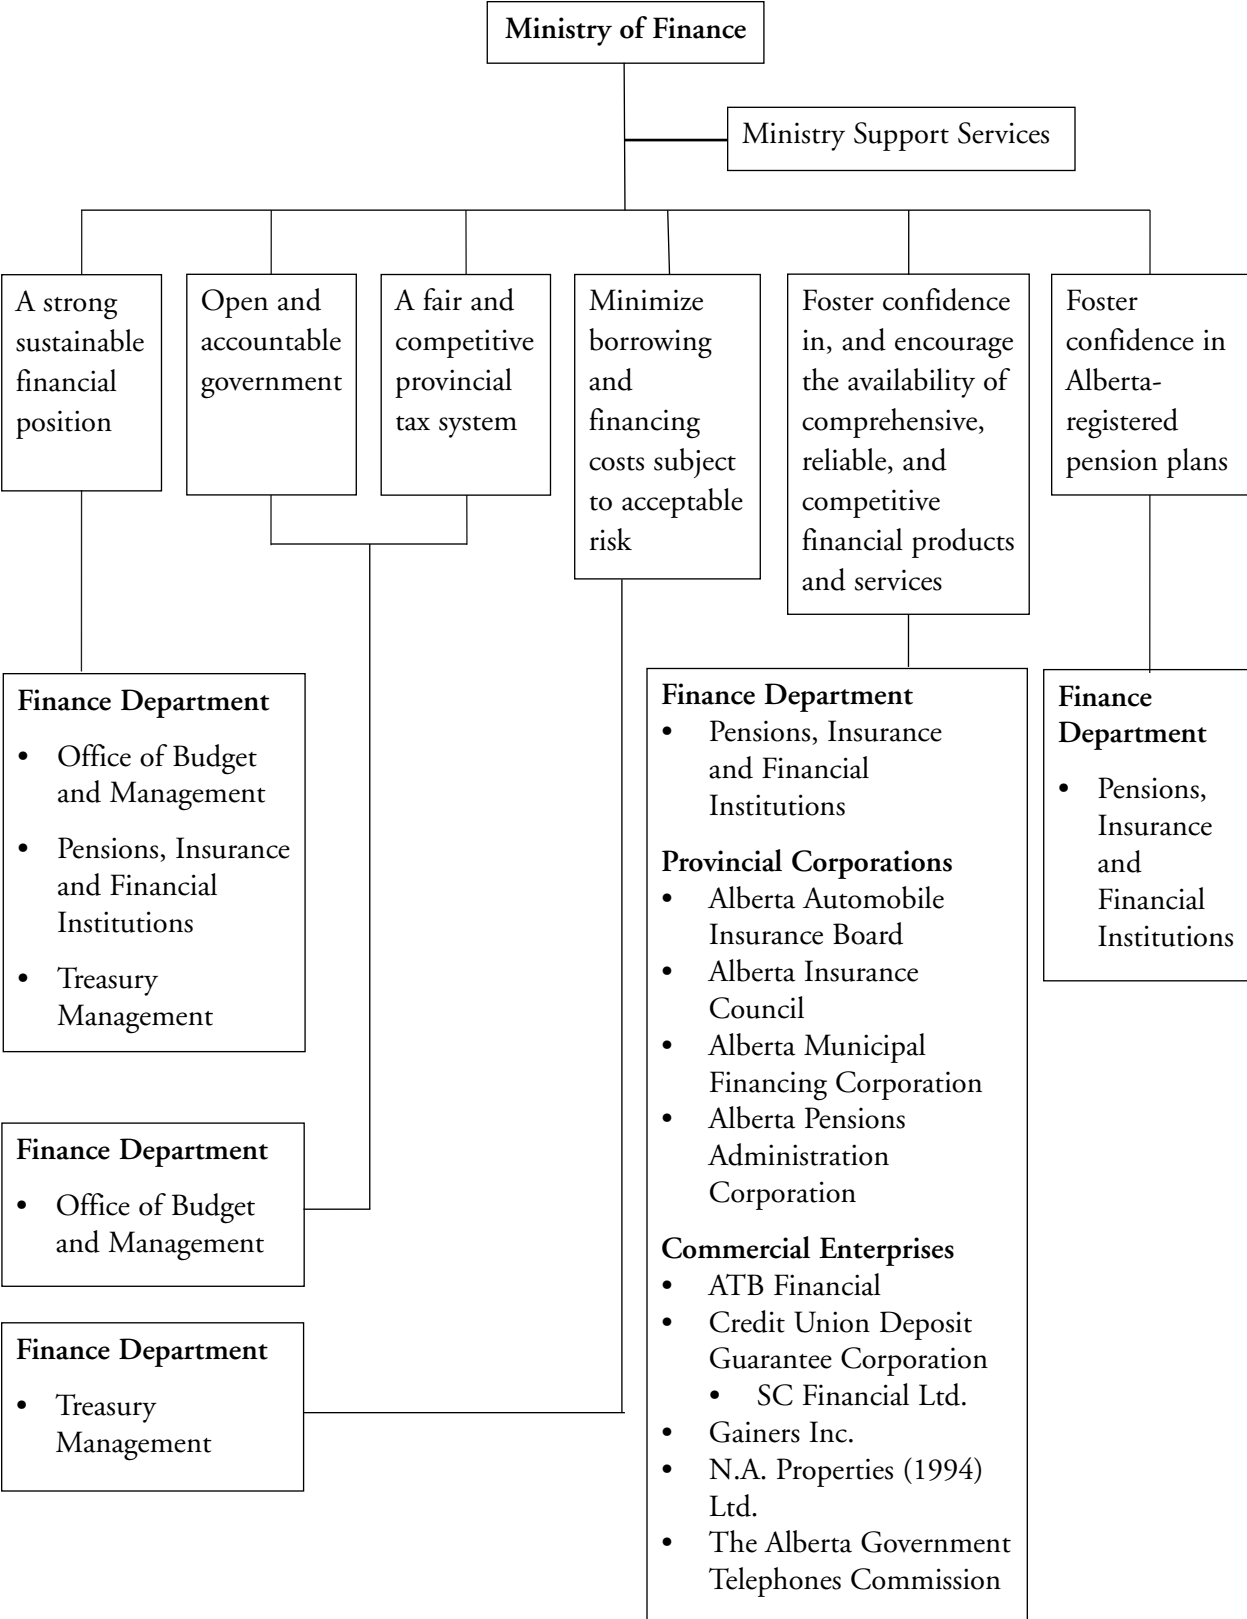 Ministry of Finance
Ministry Support Services
A strong
sustainable
financial
position
Open and
accountable
government
A fair and
competitive
provincial
tax system
Minimize
borrowing
and
financing
costs subject
to acceptable
risk
Foster confidence
in, and encourage
the availability of
comprehensive,
reliable, and
competitive
financial products
and services
Foster
confidence in
Alberta-
registered
pension plans
Finance Department
• Office of Budget
and Management
• Pensions, Insurance
and Financial
Institutions
• Treasury
Management
Finance Department
• Office of Budget
and Management
Finance Department
• Treasury
Management
Finance Department
• Pensions, Insurance
and Financial
Institutions
Provincial Corporations
• Alberta Automobile
Insurance Board
• Alberta Insurance
Council
• Alberta Municipal
Financing Corporation
• Alberta Pensions
Administration
Corporation
Commercial Enterprises
• ATB Financial
• Credit Union Deposit
Guarantee Corporation
• SC Financial Ltd.
• Gainers Inc.
• N.A. Properties (1994)
Ltd.
• The Alberta Government
Telephones Commission
Finance
Department
• Pensions,
Insurance
and
Financial
Institutions